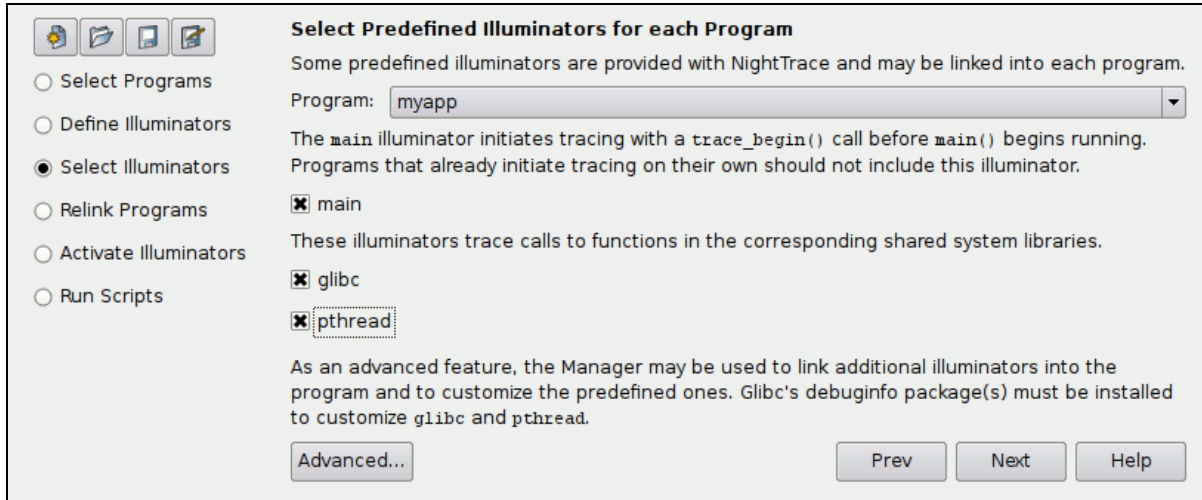 Select Predefined Illuminators for each Program
Some predefined illuminators are provided with NightTrace and may be linked into each program.
Select Programs
Program: myapp
Define Illuminators
The main illuminator initiates tracing with a trace_begin() call before main() begins running.
Select Illuminators
Programs that already initiate tracing on their own should not include this illuminator.
Relink Programs
main
Activate Illuminators
These illuminators trace calls to functions in the corresponding shared system libraries.
Run Scripts
glibc
pthread
As an advanced feature, the Manager may be used to link additional illuminators into the
program and to customize the predefined ones. Glibc's debuginfo package(s) must be installed
to customize glibc and pthread.
Advanced... Prev Next Help